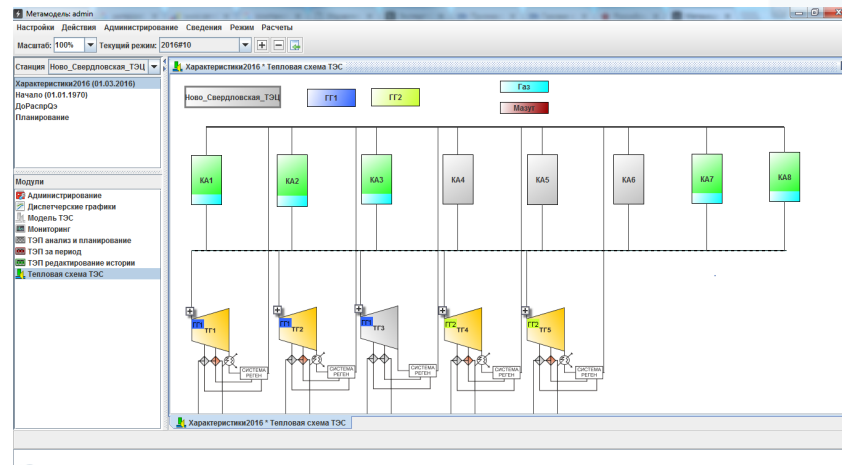 Метамодель: admin
Настройки Действия Администрирование Сведения Режим Расчеты
Масштаб: 100% Текущий режим: 2016#10
Станция Ново_Свердловская_ТЭЦ
Характеристики2016 * Тепловая схема ТЭС
Характеристики2016 (01.03.2016)
Начало (01.01.1970)
ДоРаспрQэ
Планирование
Модули
Администрирование
Диспетчерские графики
Модель ТЭС
Мониторинг
ТЭП анализ и планирование
ТЭП за период
ТЭП редактирование истории
Тепловая схема ТЭС
Ново_Свердловская_ТЭЦ ГГ1 ГГ2 Газ
Мазут
КА1 КА2 КА3 КА4 КА5 КА6 КА7 КА8
ГГ1 ГГ1 ГГ1 ГГ2 ГГ2
ТГ1 ТГ2 ТГ3 ТГ4 ТГ5
СИСТЕМА СИСТЕМА СИСТЕМА СИСТЕМА СИСТЕМА
РЕГЕН РЕГЕН РЕГЕН РЕГЕН РЕГЕН
Характеристики2016 * Тепловая схема ТЭС